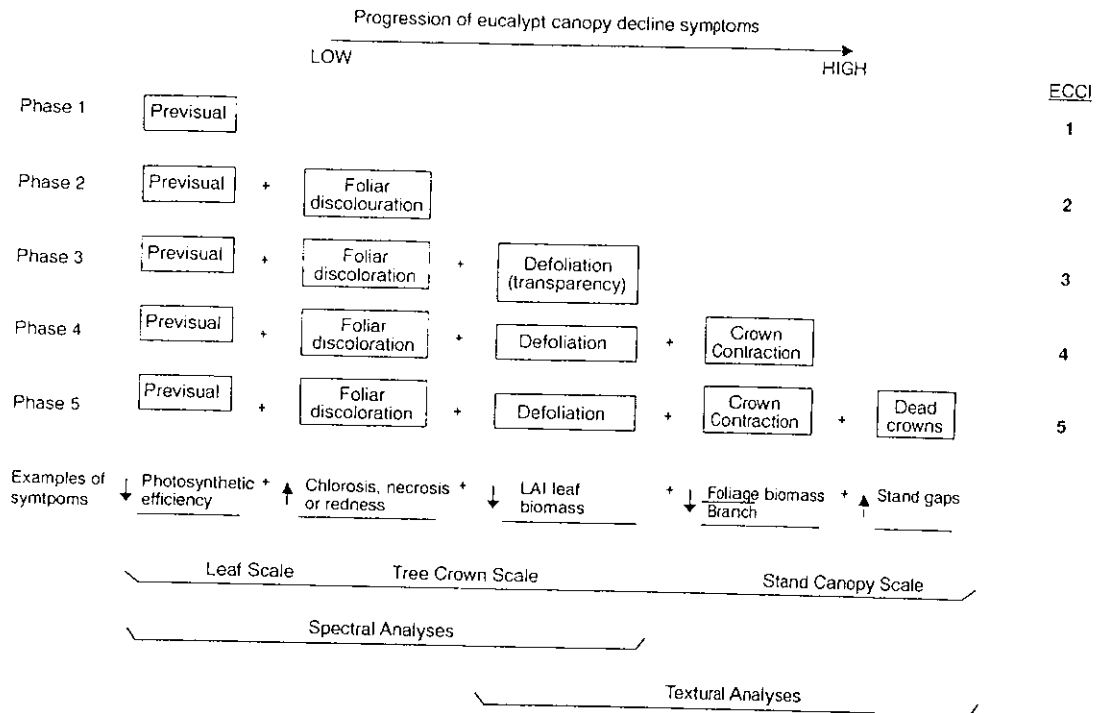 Progression of eucalypt canopy decline symptoms
LOW HIGH
ECCI
Phase 1 Previsual 1
Phase 2 Previsual + Foliar discolouration 2
Phase 3 Previsual + Foliar discoloration + Defoliation (transparency) 3
Phase 4 Previsual + Foliar discoloration + Defoliation + Crown Contraction 4
Phase 5 Previsual + Foliar discoloration + Defoliation + Crown Contraction + Dead crowns 5
Examples of symtpoms ↓ Photosynthetic efficiency + ↑ Chlorosis, necrosis or redness + ↓ LAI leaf biomass + ↓ Foliage biomass Branch + ↑ Stand gaps
Leaf Scale Tree Crown Scale Stand Canopy Scale
Spectral Analyses
Textural Analyses